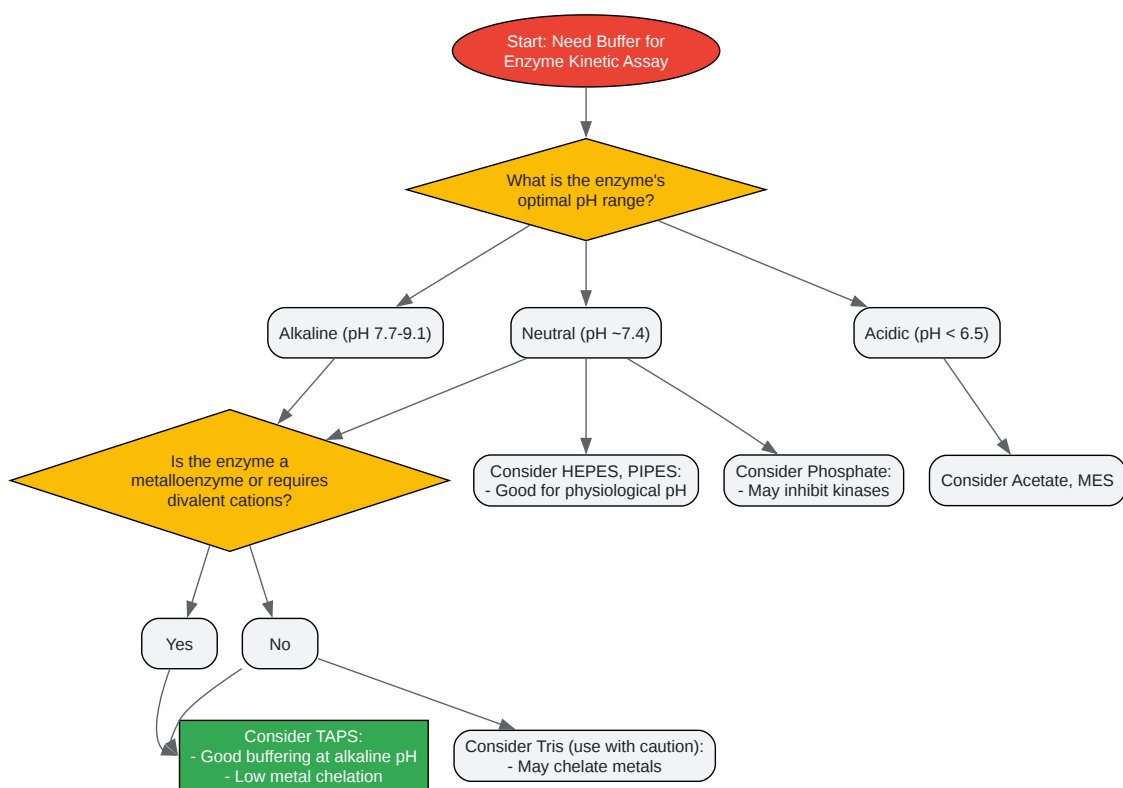 Start: Need Buffer for
Enzyme Kinetic Assay
What is the enzyme's
optimal pH range?
Alkaline (pH 7.7-9.1)
Neutral (pH ~7.4)
Acidic (pH < 6.5)
Is the enzyme a
metalloenzyme or requires
divalent cations?
Consider HEPES, PIPES:
- Good for physiological pH
Consider Phosphate:
- May inhibit kinases
Consider Acetate, MES
Yes
No
Consider TAPS:
- Good buffering at alkaline pH
- Low metal chelation
Consider Tris (use with caution):
- May chelate metals